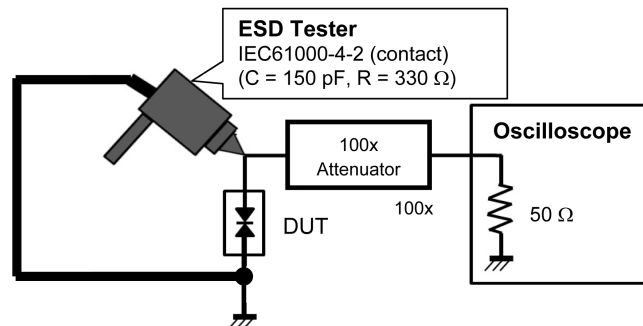 ESD Tester
IEC61000-4-2 (contact)
(C = 150 pF, R = 330 Ω)
100x
Attenuator
100x
Oscilloscope
50 Ω
DUT